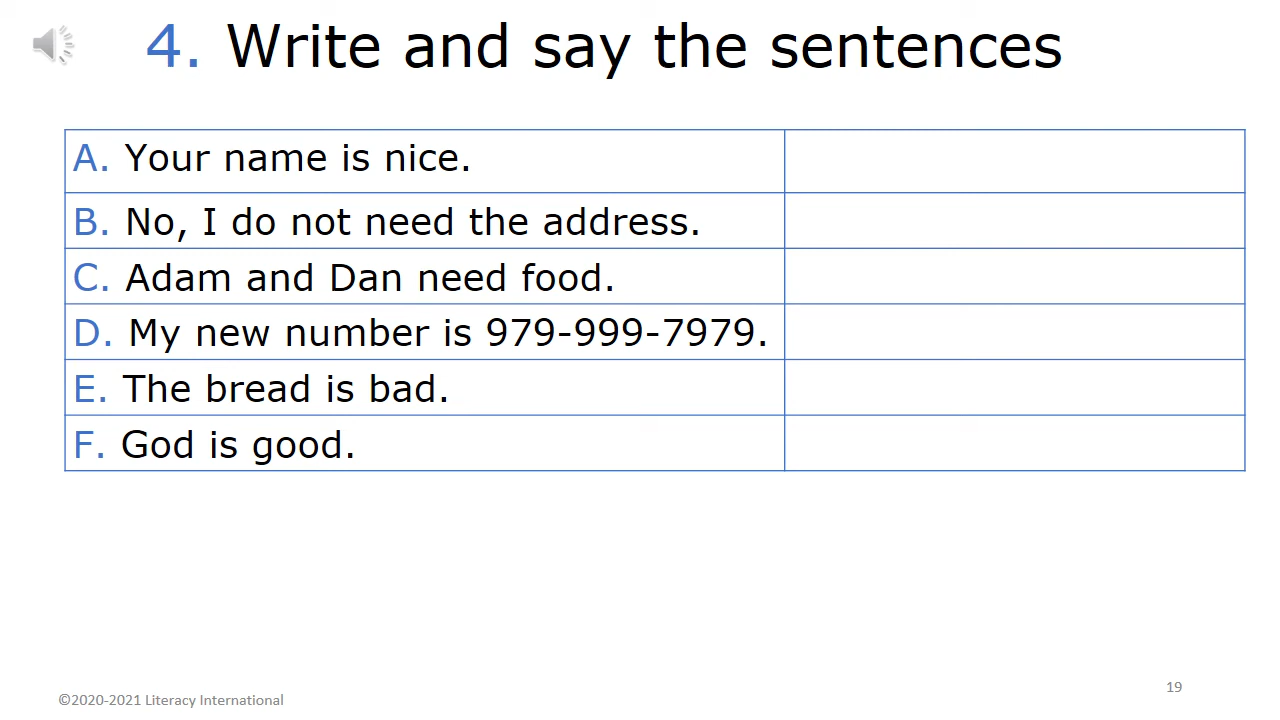 4. Write and say the sentences
A. Your name is nice.
B. No, I do not need the address.
C. Adam and Dan need food.
D. My new number is 979-999-7979.
E. The bread is bad.
F. God is good.
©2020-2021 Literacy International
19